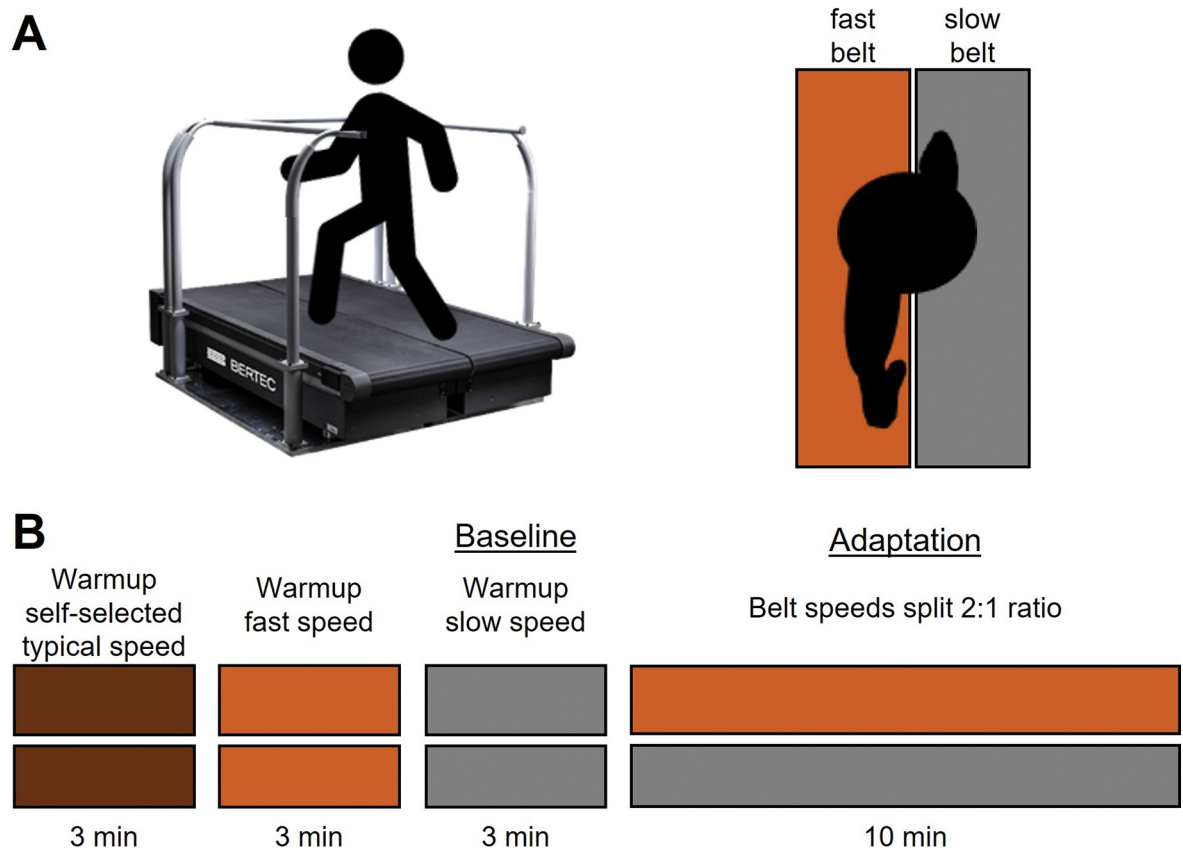 A
fast
belt
slow
belt
BERTEC
B
Baseline
Adaptation
Warmup
self-selected
typical speed
Warmup
fast speed
Warmup
slow speed
Belt speeds split 2:1 ratio
3 min
3 min
3 min
10 min